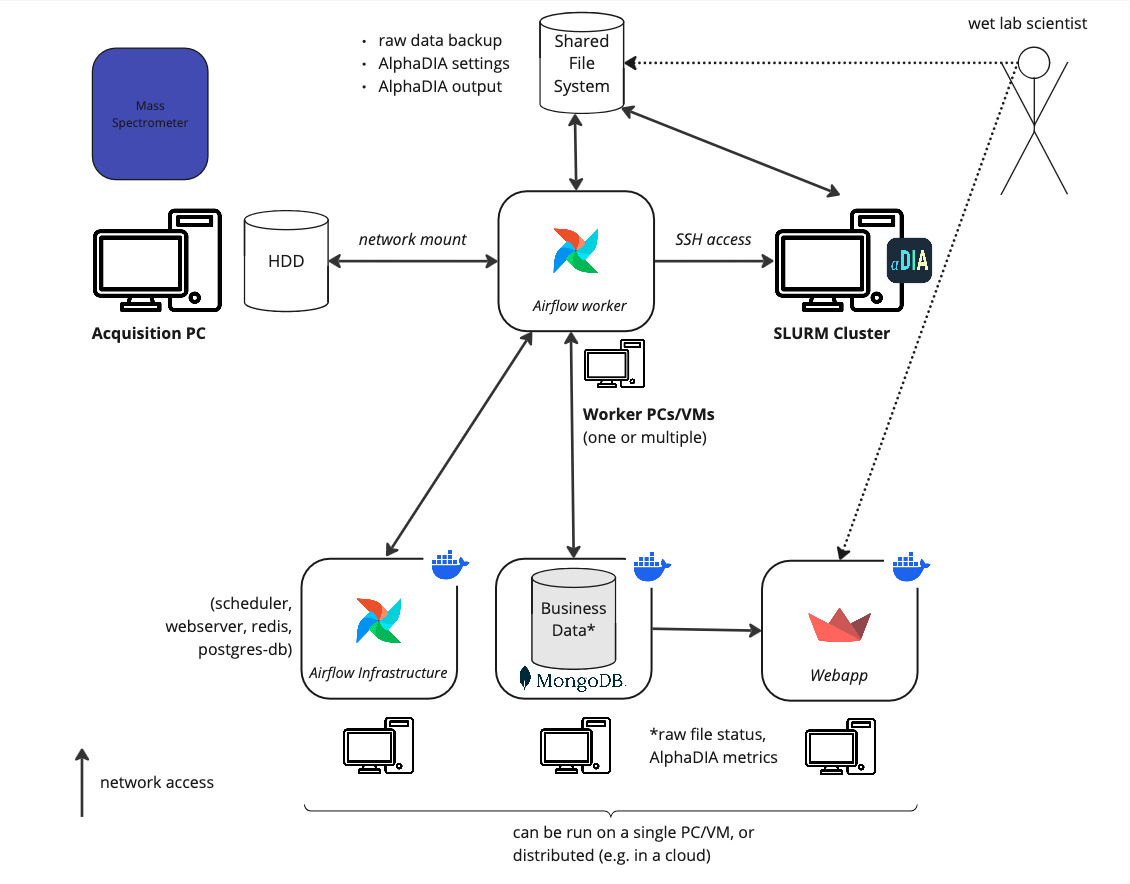 wet lab scientist
· raw data backup
· AlphaDIA settings
· AlphaDIA output
Shared
File
System
Mass
Spectrometer
HDD
network mount
Airflow worker
SSH access
αDIA
Acquisition PC
SLURM Cluster
Worker PCs/VMs
(one or multiple)
(scheduler,
webserver, redis,
postgres-db)
Airflow Infrastructure
Business
Data*
MongoDB.
Webapp
*raw file status,
AlphaDIA metrics
network access
can be run on a single PC/VM, or
distributed (e.g. in a cloud)